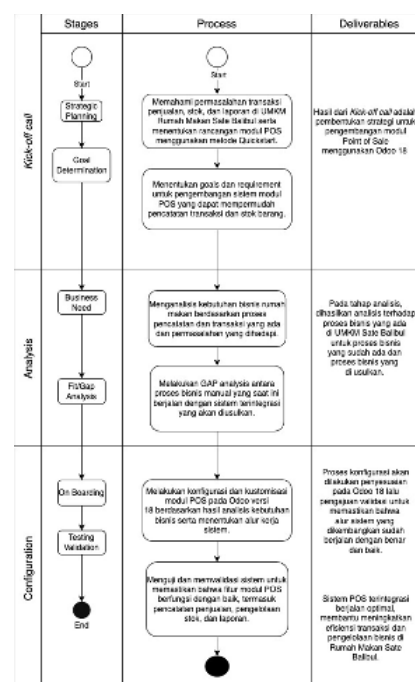 Stages
Process
Deliverables
Kick-off call
Start
Strategic
Planning
Goal
Determination
Start
Memahami permasalahan transaksi
penjualan, stok, dan laporan di UMKM
Rumah Makan Sate Balibul serta
menentukan rancangan modul POS
menggunakan metode Quickstart.
Menentukan goals dan requirement
untuk pengembangan sistem modul
POS yang dapat mempermudah
pencatatan transaksi dan stok barang.
Hasil dari Kick-off call adalah
pembentukan strategi untuk
pengembangan modul
Point of Sale
menggunakan Odoo 18
Analysis
Business
Need
Fit/Gap
Analysis
Menganalisis kebutuhan bisnis rumah
makan berdasarkan proses
pencatatan dan transaksi yang ada
dan permasalahan yang dihadapi.
Melakukan GAP analysis antara
proses bisnis manual yang saat ini
berjalan dengan sistem terintegrasi
yang akan diusulkan.
Pada tahap analisis,
dihasilkan analisis terhadap
proses bisnis yang ada
di UMKM Sate Balibul
untuk proses bisnis
yang sudah ada dan
proses bisnis yang
di usulkan.
Configuration
On Boarding
Testing
Validation
End
Melakukan konfigurasi dan kustomisasi
modul POS pada Odoo versi
18 berdasarkan hasil analisis kebutuhan
bisnis serta menentukan alur kerja
sistem.
Menguji dan memvalidasi sistem untuk
memastikan bahwa fitur modul POS
berfungsi dengan baik, termasuk
pencatatan penjualan, pengelolaan
stok, dan laporan.
Proses konfigurasi akan
dilakukan penyesuaian
pada Odoo 18 lalu
pengajuan validasi untuk
memastikan bahwa
alur sistem yang
dikembangkan sudah
berjalan dengan benar
dan baik.
Sistem POS terintegrasi
berjalan optimal,
membantu meningkatkan
efisiensi transaksi dan
pengelolaan bisnis di
Rumah Makan Sate
Balibul.